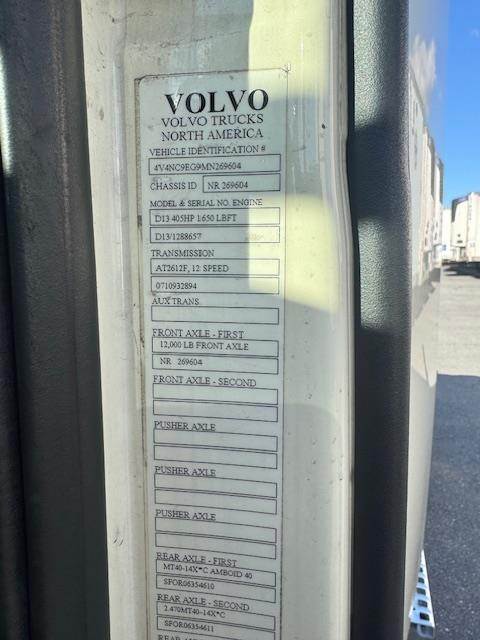 VOLVO
VOLVO TRUCKS
NORTH AMERICA
VEHICLE IDENTIFICATION #
4V4NC9EG9MN269604
CHASSIS ID NR 269604
MODEL & SERIAL NO. ENGINE
D13 405HP 1650 LBFT
D13/1288657
TRANSMISSION
AT2612F, 12 SPEED
0710932894
AUX TRANS.
FRONT AXLE - FIRST
12,000 LB FRONT AXLE
NR 269604
FRONT AXLE - SECOND
PUSHER AXLE
PUSHER AXLE
PUSHER AXLE
REAR AXLE - FIRST
MT40-14X*C AMBOID 40
SFOR06354610
REAR AXLE - SECOND
2.470MT40-14X*C
SFOR06354611